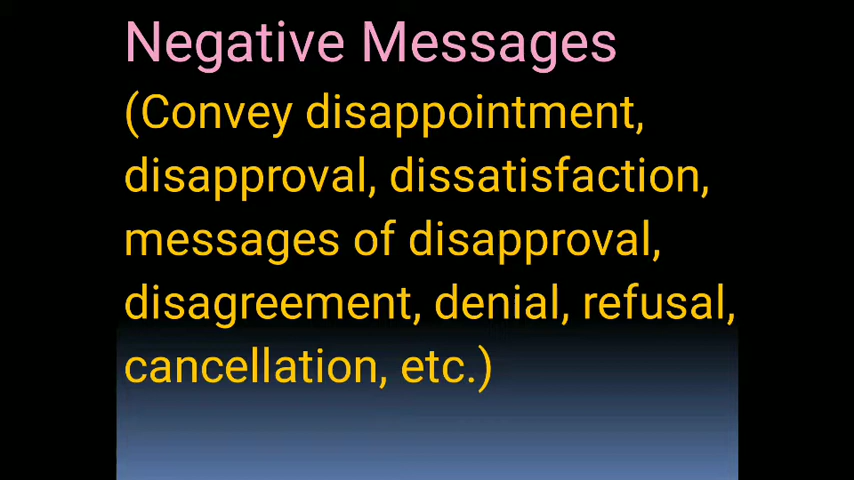 Negative Messages
(Convey disappointment,
disapproval, dissatisfaction,
messages of disapproval,
disagreement, denial, refusal,
cancellation, etc.)